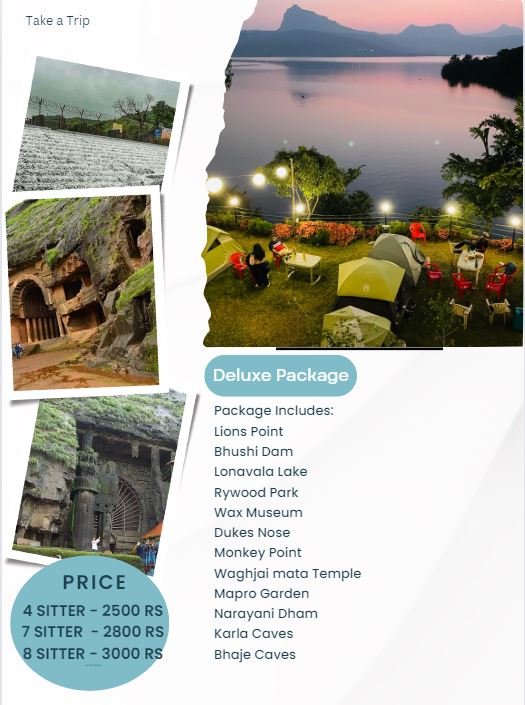 Take a Trip
Deluxe Package
Package Includes:
Lions Point
Bhushi Dam
Lonavala Lake
Rywood Park
Wax Museum
Dukes Nose
Monkey Point
Waghjai mata Temple
Mapro Garden
Narayani Dham
Karla Caves
Bhaje Caves
PRICE
4 SITTER - 2500 RS
7 SITTER - 2800 RS
8 SITTER - 3000 RS